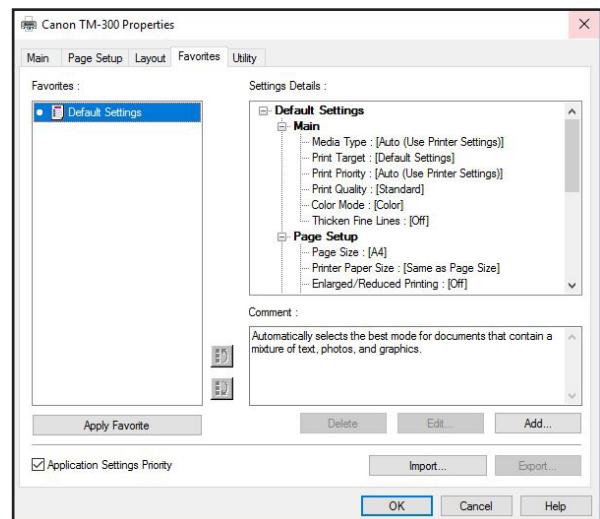 Canon TM-300 Properties
Main Page Setup Layout Favorites Utility
Favorites :
Default Settings
Apply Favorite
Settings Details :
Default Settings
Main
Media Type : [Auto (Use Printer Settings)]
Print Target : [Default Settings]
Print Priority : [Auto (Use Printer Settings)]
Print Quality : [Standard]
Color Mode : [Color]
Thicken Fine Lines : [Off]
Page Setup
Page Size : [A4]
Printer Paper Size : [Same as Page Size]
Enlarged/Reduced Printing : [Off]
Comment :
Automatically selects the best mode for documents that contain a
mixture of text, photos, and graphics.
Delete Edit... Add...
Application Settings Priority
Import... Export...
OK Cancel Help